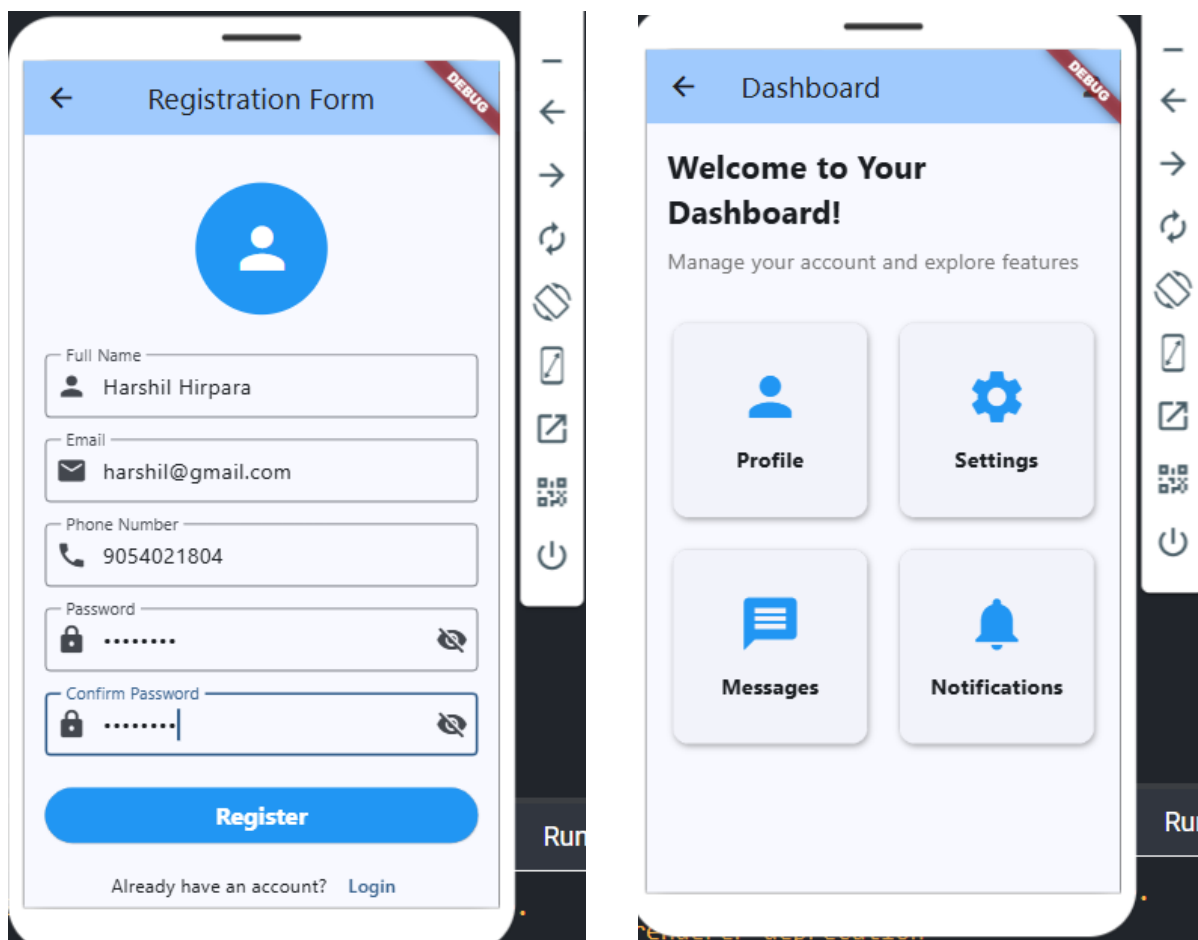 Registration Form
DEBUG
Full Name
Harshil Hirpara
Email
harshil@gmail.com
Phone Number
9054021804
Password
••••••••
Confirm Password
••••••••
Register
Already have an account? Login
Run
Dashboard
DEBUG
Welcome to Your
Dashboard!
Manage your account and explore features
Profile
Settings
Messages
Notifications